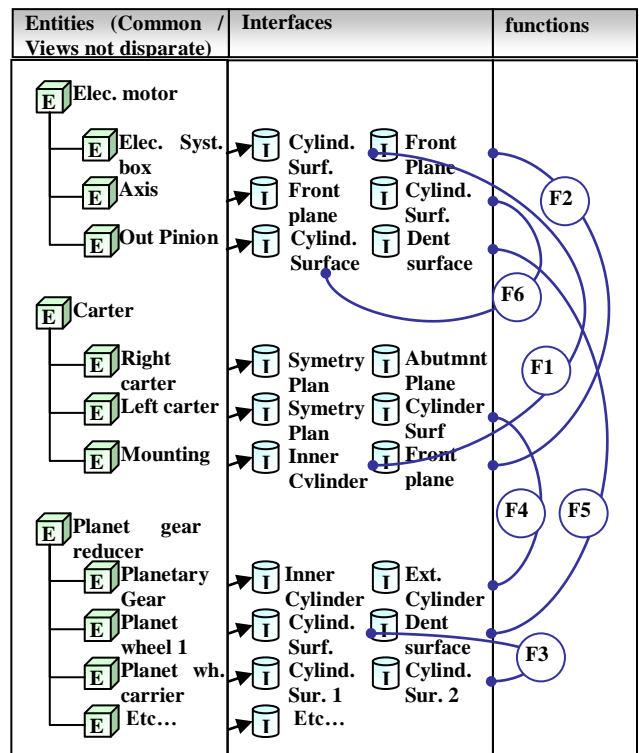 Entities (Common / Interfaces functions
Views not disparate)
E Elec. motor
E Elec. Syst. I Cylind. I Front
box Surf. Plane
E Axis I Front I Cylind. F2
plane Surf.
E Out Pinion I Cylind. I Dent
Surface surface
F6
E Carter
E Right I Symetry I Abutmnt F1
carter Plan Plane
E Left carter I Symetry I Cylinder
Plan Surf
E Mounting I Inner I Front
Cylinder plane
F4 F5
E Planet gear
reducer
E Planetary I Inner I Ext.
Gear Cylinder Cylinder
E Planet I Cylind. I Dent
wheel 1 Surf. surface
F3
E Planet wh. I Cylind. I Cylind.
carrier Sur. 1 Sur. 2
E Etc… I Etc…